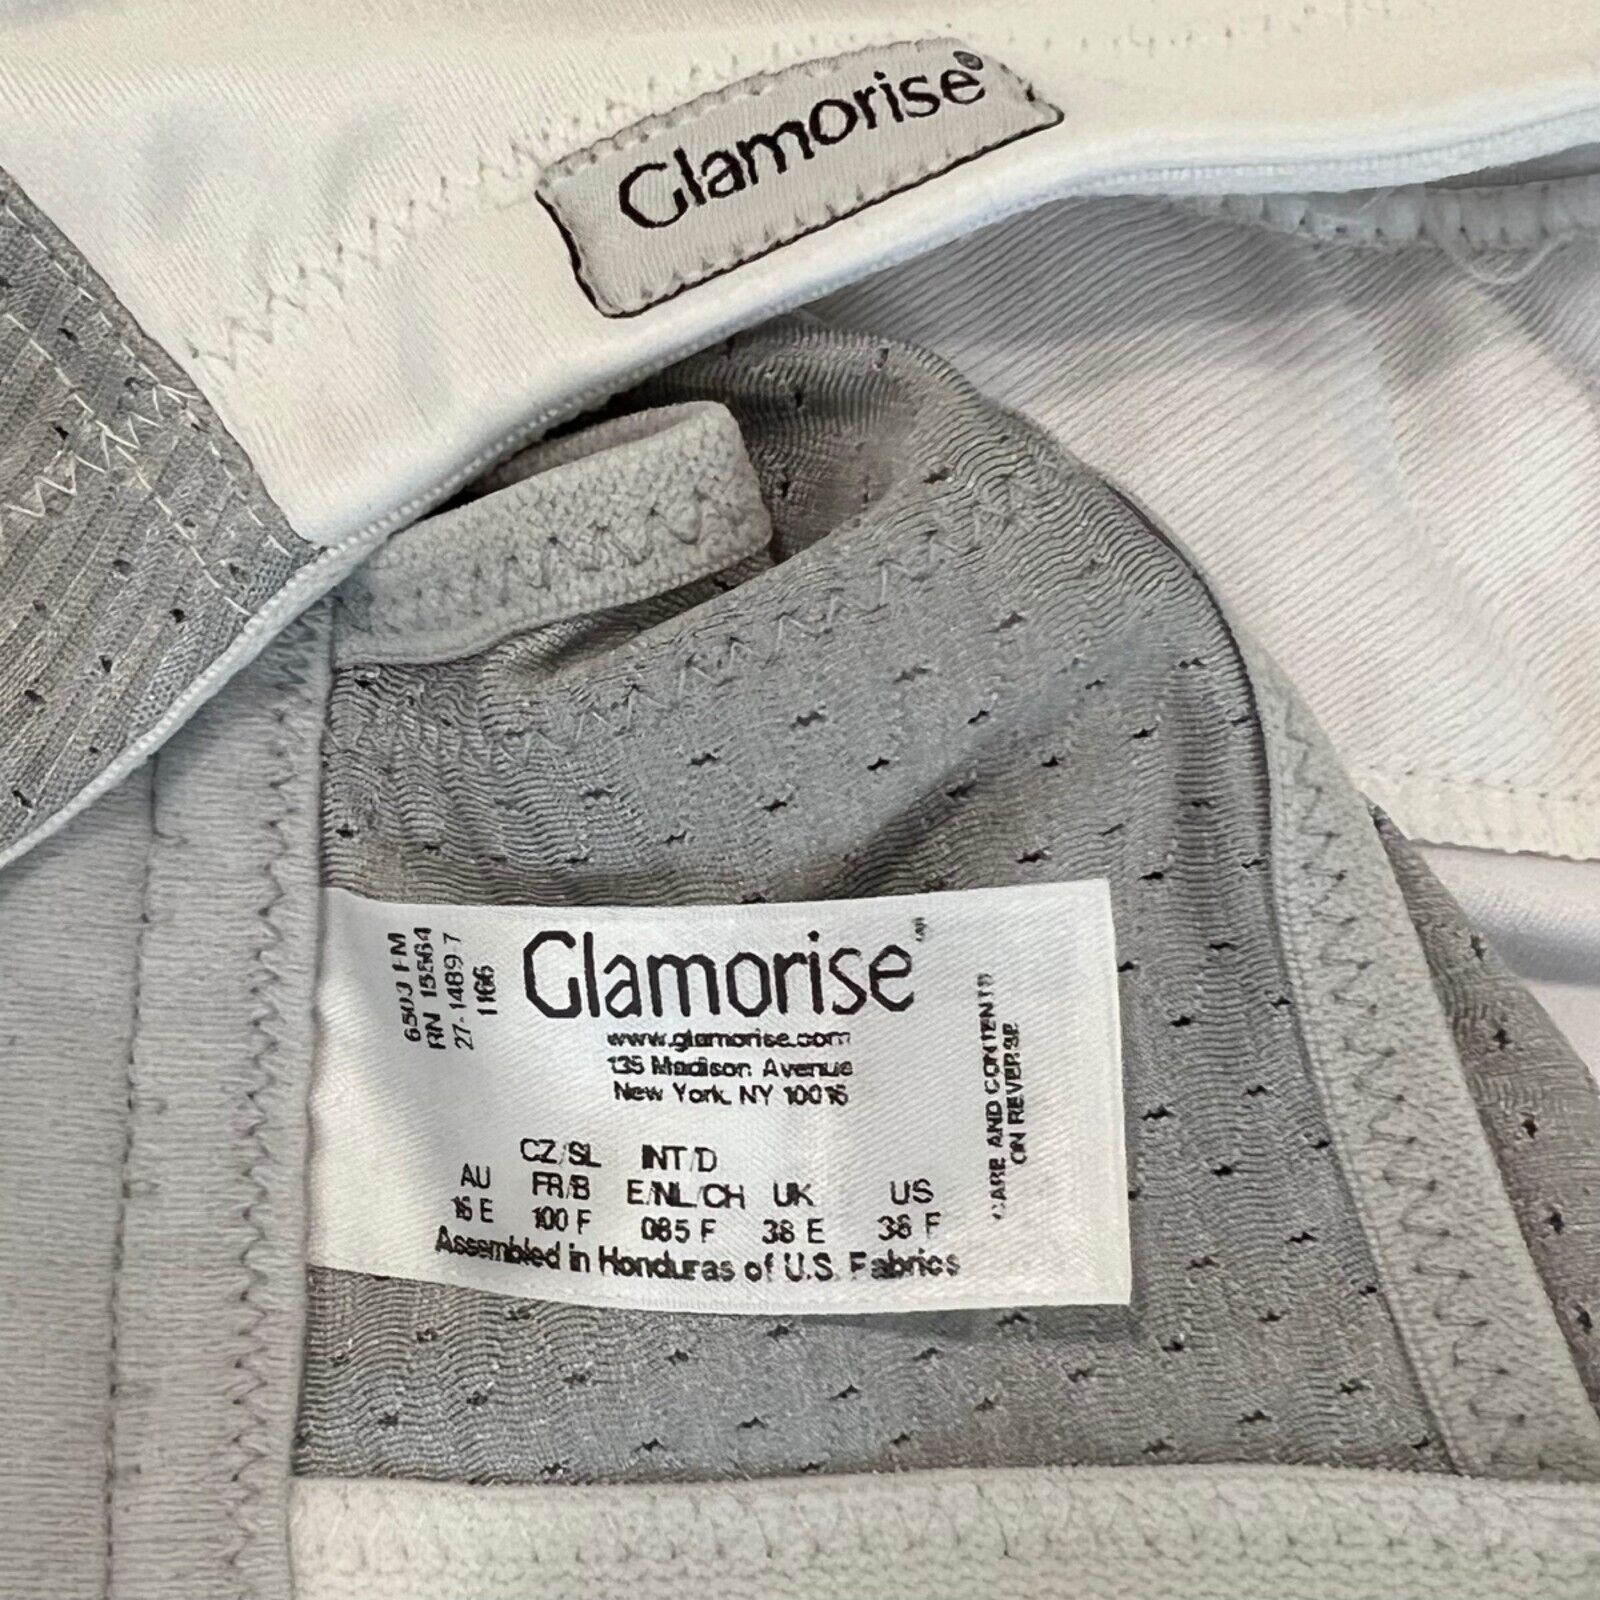 Glamorise®
6503 FM
RN 15564
27-1489-7
1166
Glamorise
www.glamorise.com
135 Madison Avenue
New York, NY 10016
CZ/SL INT/D
AU FR/B E/NL/CH UK US
16 E 100 F 085 F 38 E 38 F
Assembled in Honduras of U.S. Fabrics
CARE AND CONTENTS
ON REVERSE